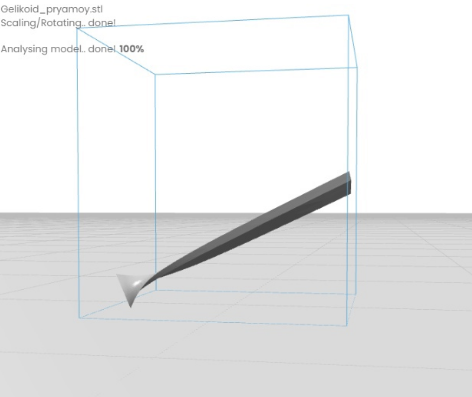 Gelikoid_pryamoy.stl
Scaling/Rotating.. done!
Analysing model.. done! 100%